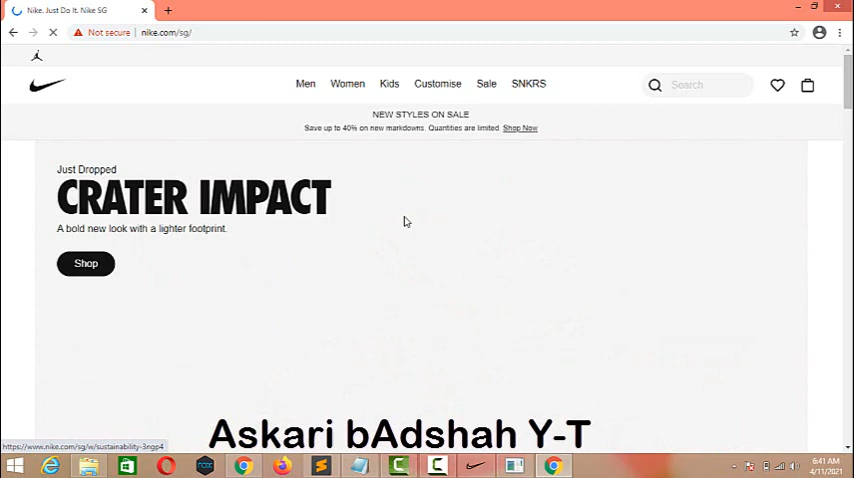 Nike. Just Do It. Nike SG
Not secure
nike.com/sg/
Men Women Kids Customise Sale SNKRS
Search
NEW STYLES ON SALE
Save up to 40% on new markdowns. Quantities are limited. Shop Now
Just Dropped
CRATER IMPACT
A bold new look with a lighter footprint.
Shop
Askari bAdshah Y-T
https://www.nike.com/sg/w/sustainability-3ngp4
nox
6:41 AM
4/11/2021